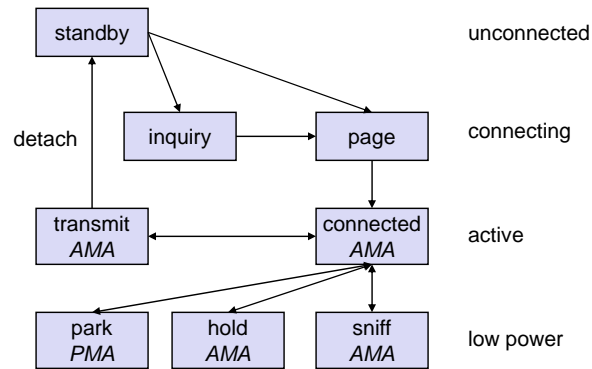 standby
unconnected
detach
inquiry
page
connecting
transmit
AMA
connected
AMA
active
park
PMA
hold
AMA
sniff
AMA
low power